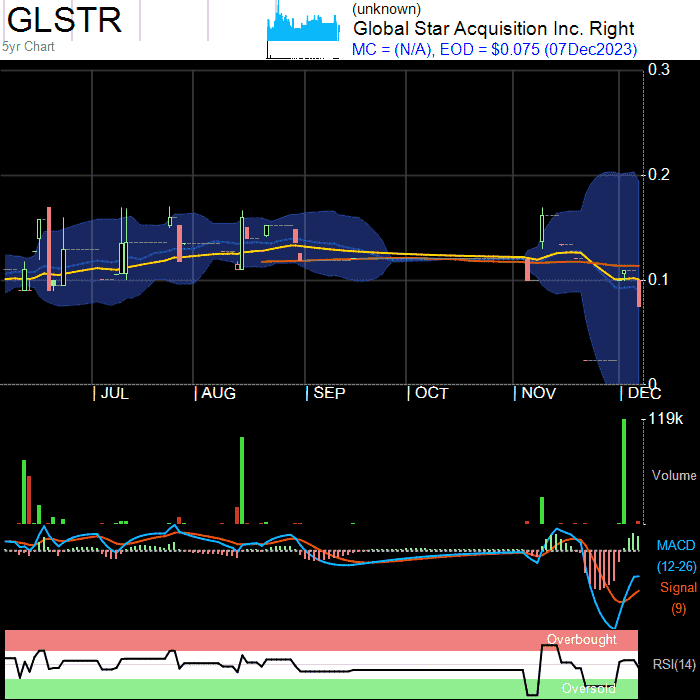 GLSTR
5yr Chart
(unknown)
Global Star Acquisition Inc. Right
MC = (N/A), EOD = $0.075 (07Dec2023)
0.3
0.2
0.1
0
| JUL | AUG | SEP | OCT | NOV | DEC
119k
Volume
MACD
(12-26)
Signal
(9)
Overbought
RSI(14)
Oversold